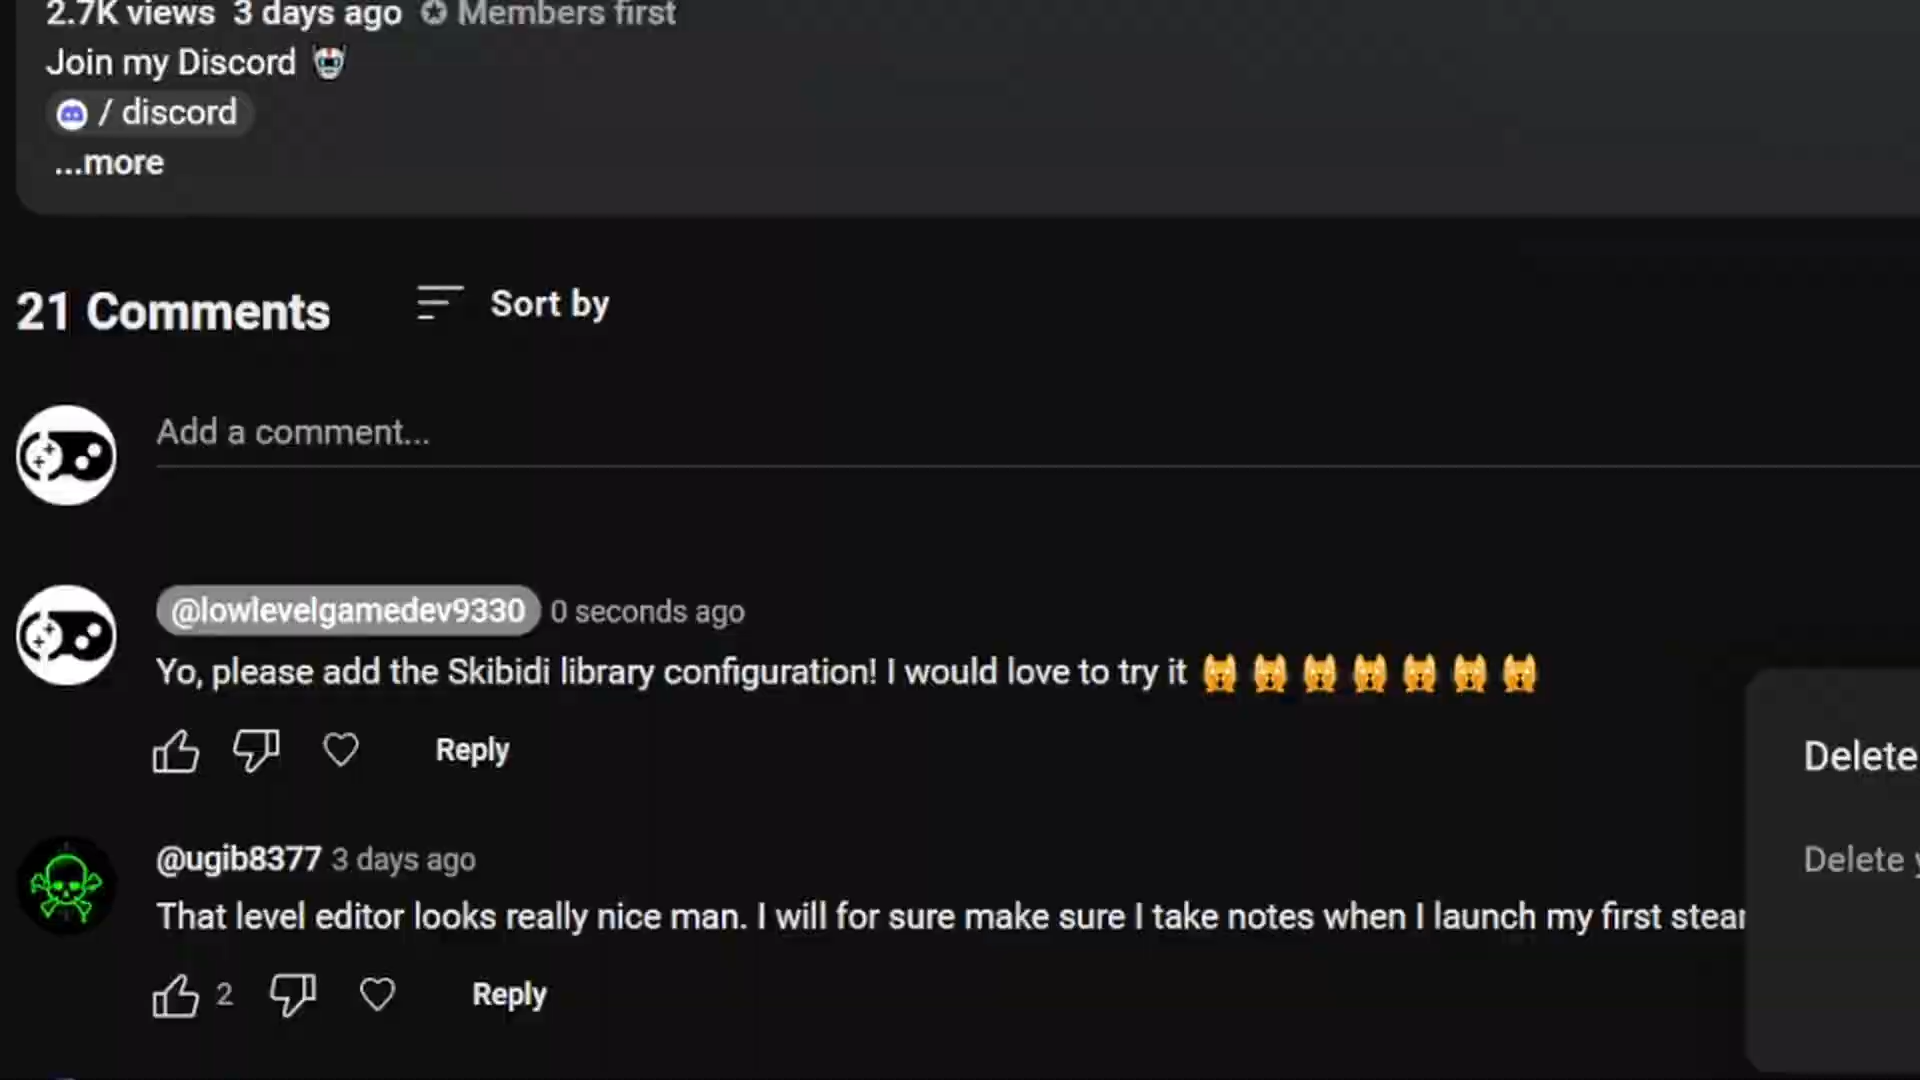 2.7K views 3 days ago Members first
Join my Discord
/ discord
...more
21 Comments Sort by
Add a comment...
@lowlevelgamedev9330 0 seconds ago
Yo, please add the Skibidi library configuration! I would love to try it 🙀🙀🙀🙀🙀🙀🙀
Reply
Delete
@ugib8377 3 days ago
Delete
That level editor looks really nice man. I will for sure make sure I take notes when I launch my first
2 Reply